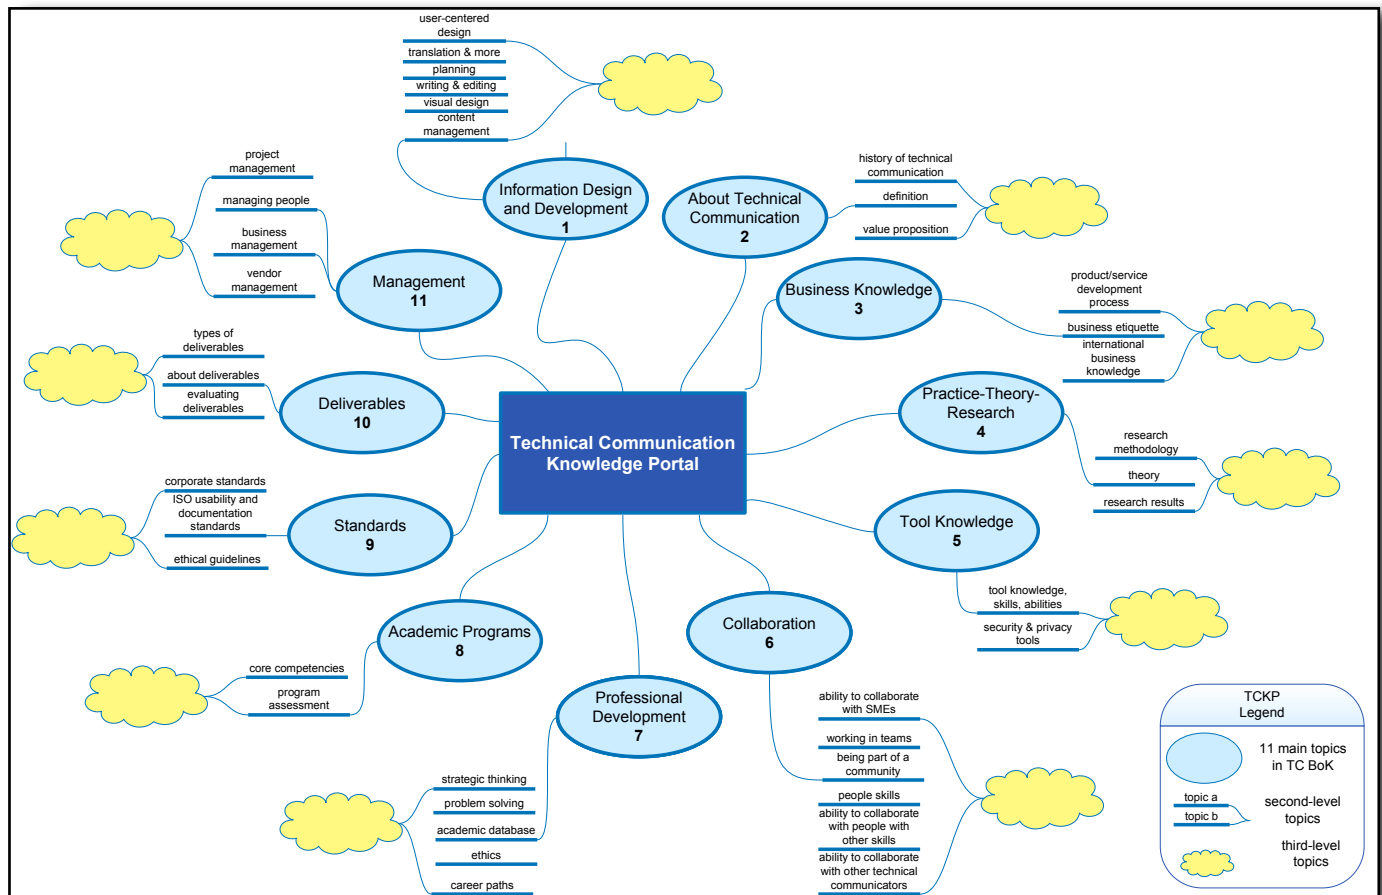 user-centered
design
translation & more
planning
writing & editing
visual design
content
management
Information Design
and Development
1
About Technical
Communication
2
history of technical
communication
definition
value proposition
Business Knowledge
3
product/service
development
process
business etiquette
international
business
knowledge
Practice-Theory-
Research
4
research
methodology
theory
research results
Tool Knowledge
5
tool knowledge,
skills, abilities
security & privacy
tools
Collaboration
6
ability to collaborate
with SMEs
working in teams
being part of a
community
people skills
ability to collaborate
with people with
other skills
ability to collaborate
with other technical
communicators
Professional
Development
7
strategic thinking
problem solving
academic database
ethics
career paths
Academic Programs
8
core competencies
program
assessment
Standards
9
corporate standards
ISO usability and
documentation
standards
ethical guidelines
Deliverables
10
types of
deliverables
about deliverables
evaluating
deliverables
Management
11
project
management
managing people
business
management
vendor
management
Technical Communication
Knowledge Portal
TCKP
Legend
11 main topics
in TC BoK
topic a
topic b
second-level
topics
third-level
topics